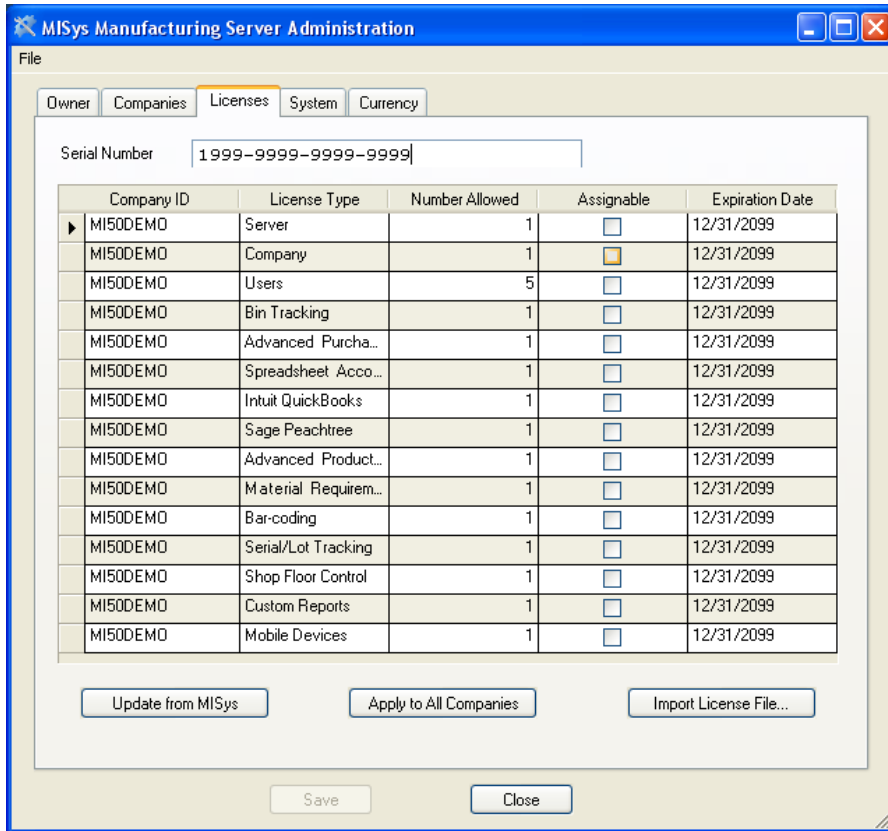 MISys Manufacturing Server Administration
File
Owner Companies Licenses System Currency
Serial Number 1999-9999-9999-9999
Company ID License Type Number Allowed Assignable Expiration Date
MI50DEMO Server 1 12/31/2099
MI50DEMO Company 1 12/31/2099
MI50DEMO Users 5 12/31/2099
MI50DEMO Bin Tracking 1 12/31/2099
MI50DEMO Advanced Purcha... 1 12/31/2099
MI50DEMO Spreadsheet Acco... 1 12/31/2099
MI50DEMO Intuit QuickBooks 1 12/31/2099
MI50DEMO Sage Peachtree 1 12/31/2099
MI50DEMO Advanced Product... 1 12/31/2099
MI50DEMO Material Requirem... 1 12/31/2099
MI50DEMO Bar-coding 1 12/31/2099
MI50DEMO Serial/Lot Tracking 1 12/31/2099
MI50DEMO Shop Floor Control 1 12/31/2099
MI50DEMO Custom Reports 1 12/31/2099
MI50DEMO Mobile Devices 1 12/31/2099
Update from MISys Apply to All Companies Import License File...
Save Close